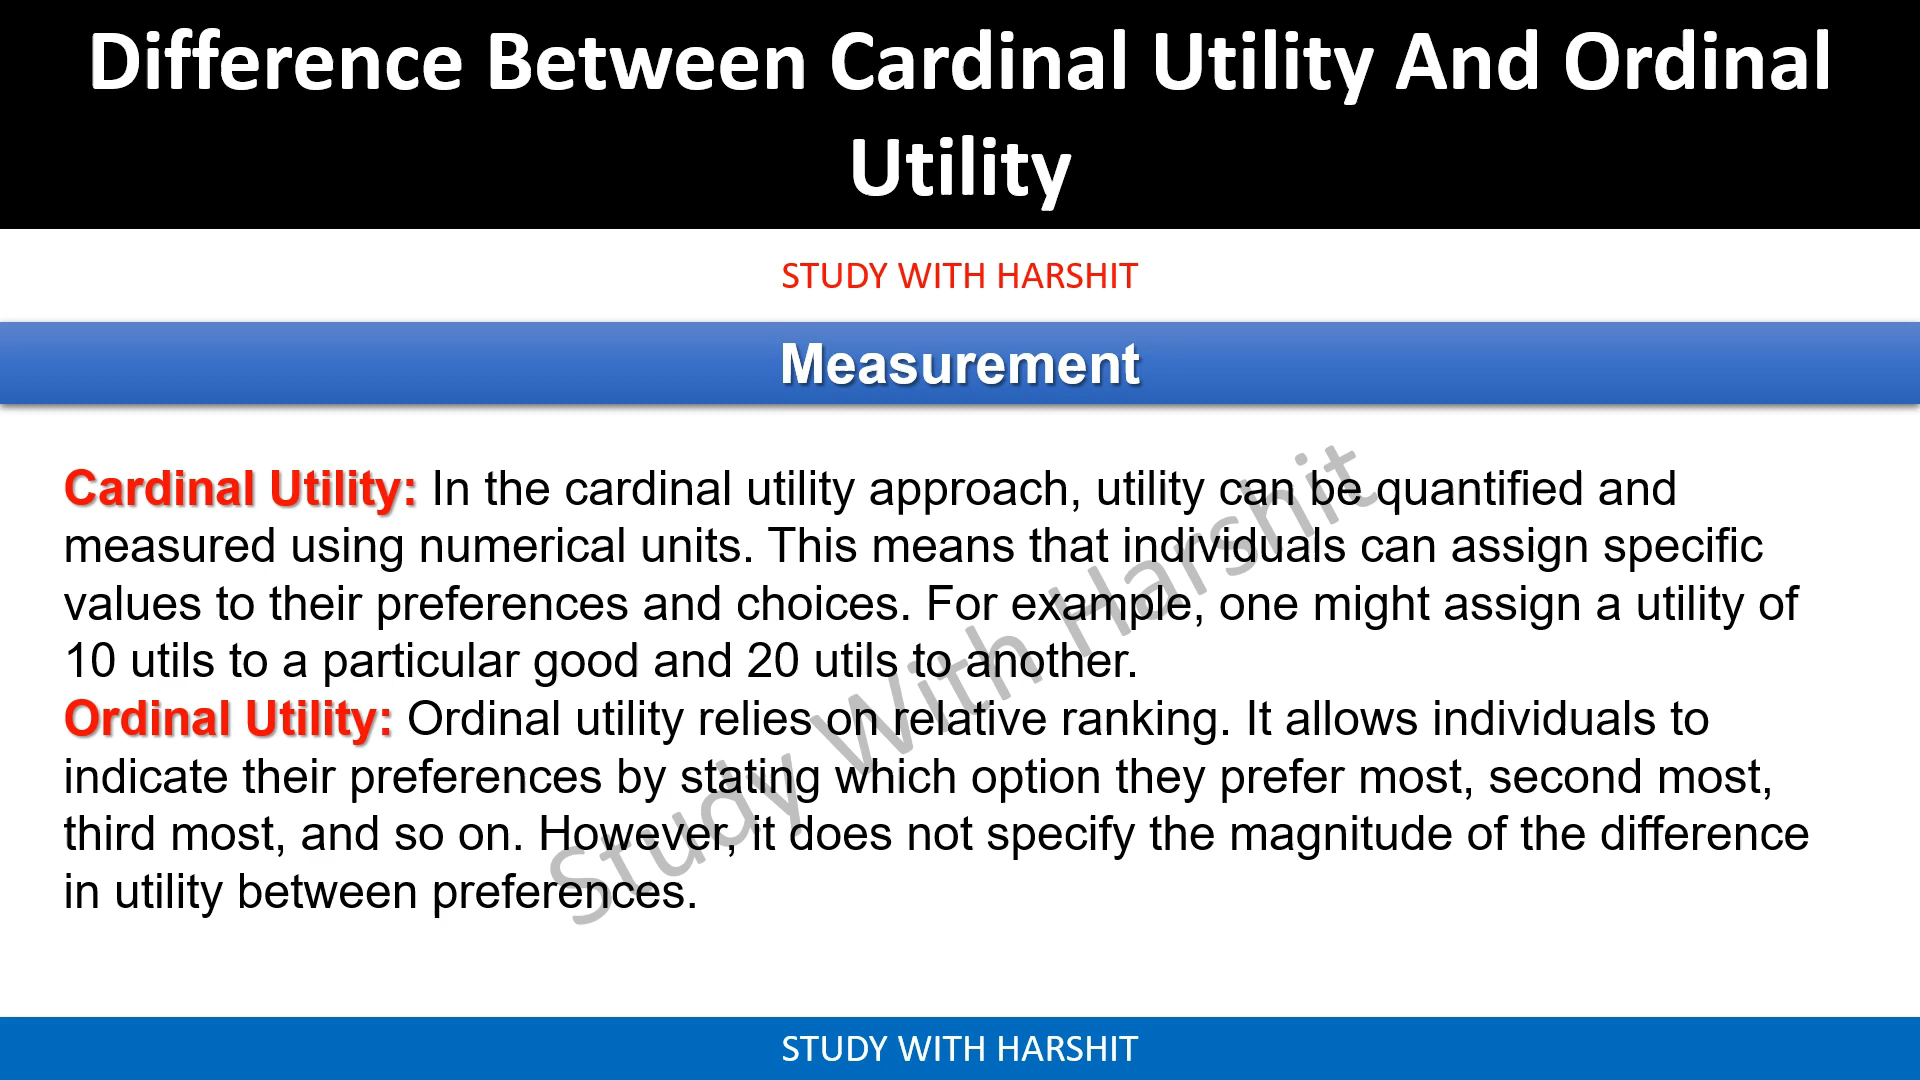 Difference Between Cardinal Utility And Ordinal
Utility
STUDY WITH HARSHIT
Measurement
Cardinal Utility: In the cardinal utility approach, utility can be quantified and
measured using numerical units. This means that individuals can assign specific
values to their preferences and choices. For example, one might assign a utility of
10 utils to a particular good and 20 utils to another.
Ordinal Utility: Ordinal utility relies on relative ranking. It allows individuals to
indicate their preferences by stating which option they prefer most, second most,
third most, and so on. However, it does not specify the magnitude of the difference
in utility between preferences.
Study With Harshit
STUDY WITH HARSHIT